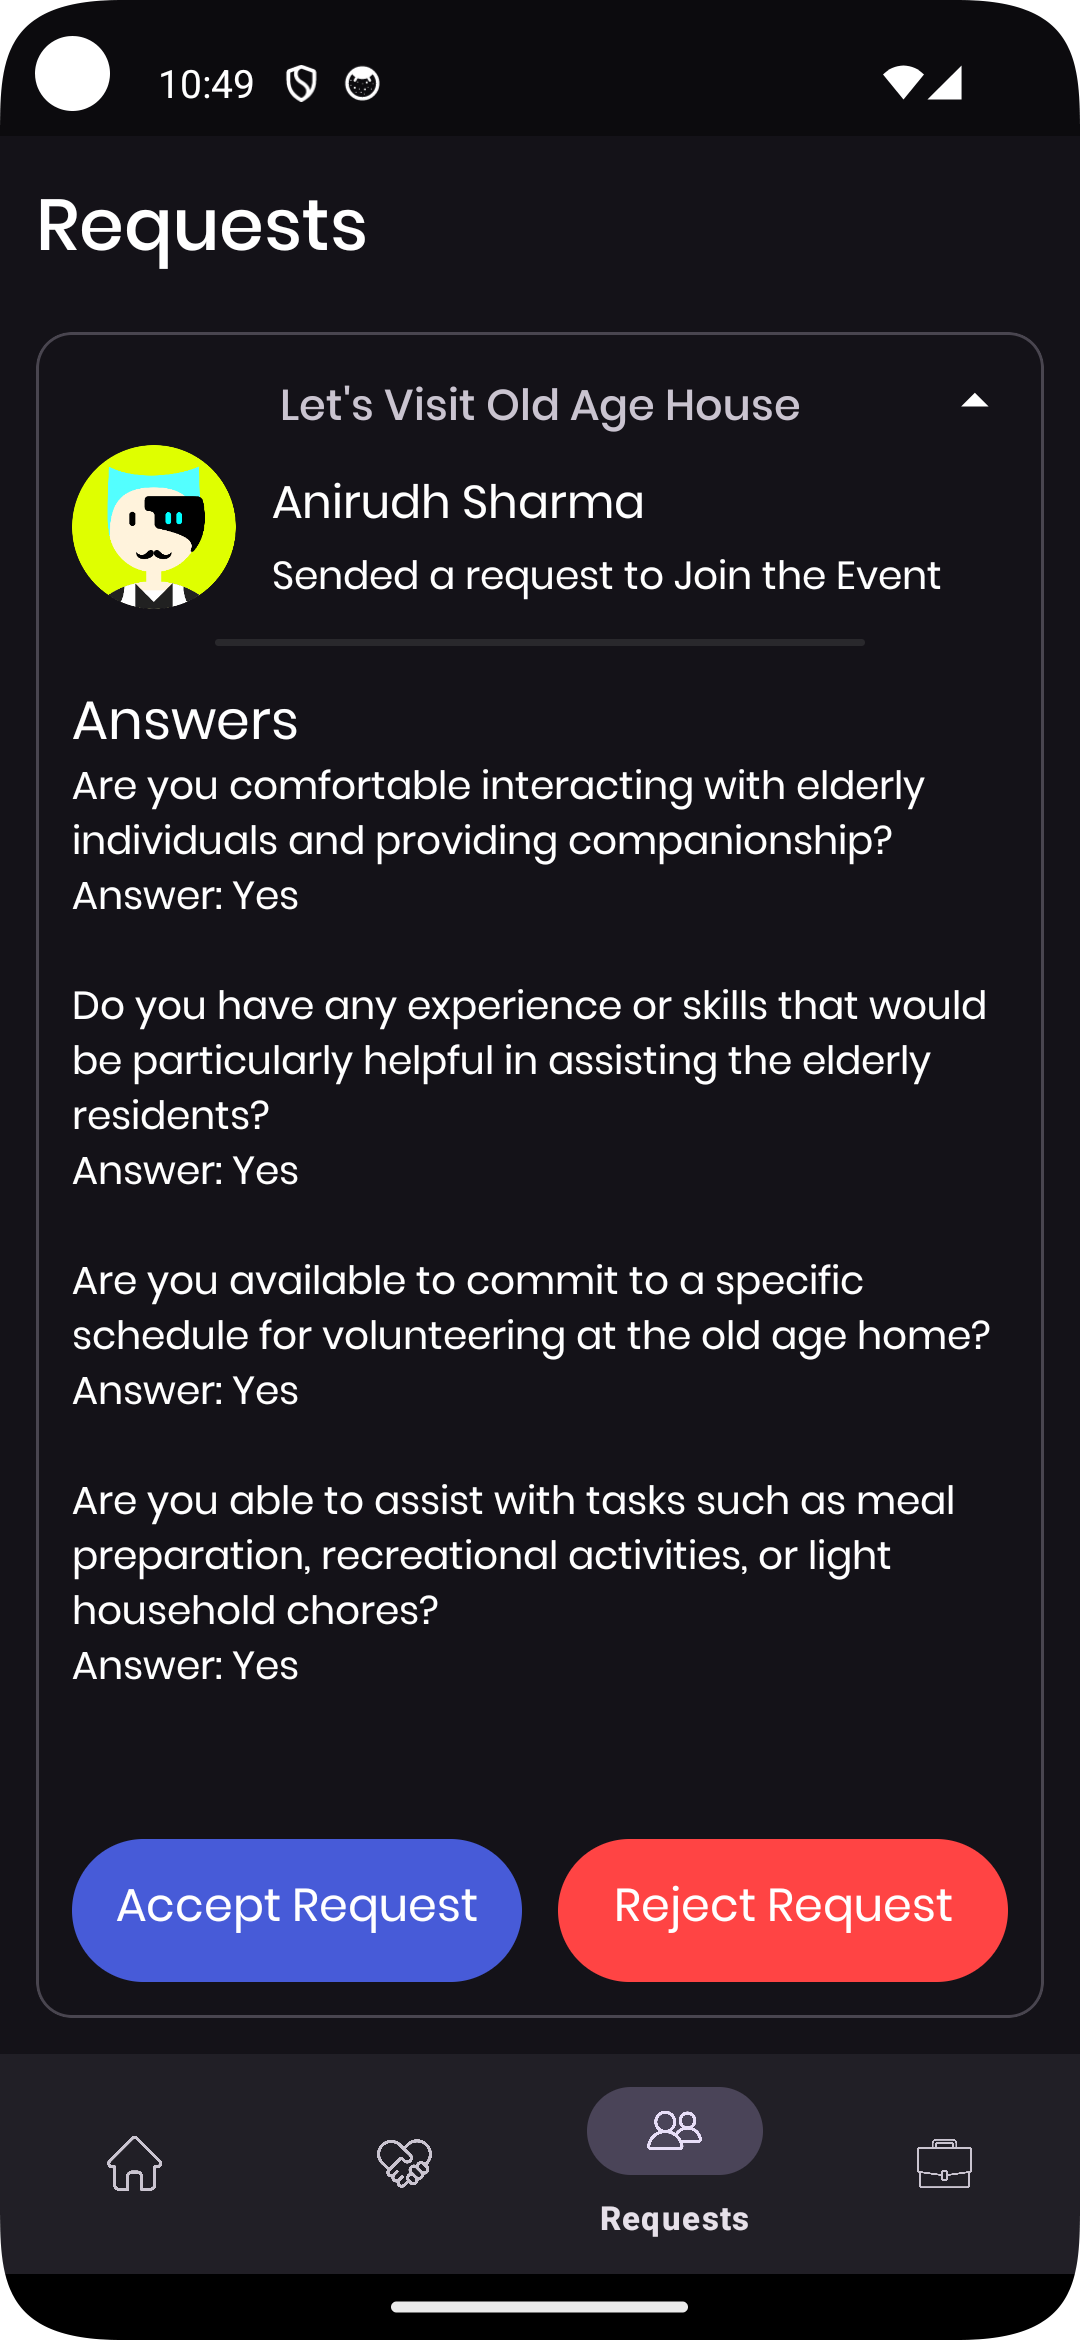 10:49
Requests
Let's Visit Old Age House
Anirudh Sharma
Sended a request to Join the Event
Answers
Are you comfortable interacting with elderly
individuals and providing companionship?
Answer: Yes
Do you have any experience or skills that would
be particularly helpful in assisting the elderly
residents?
Answer: Yes
Are you available to commit to a specific
schedule for volunteering at the old age home?
Answer: Yes
Are you able to assist with tasks such as meal
preparation, recreational activities, or light
household chores?
Answer: Yes
Accept Request
Reject Request
Requests